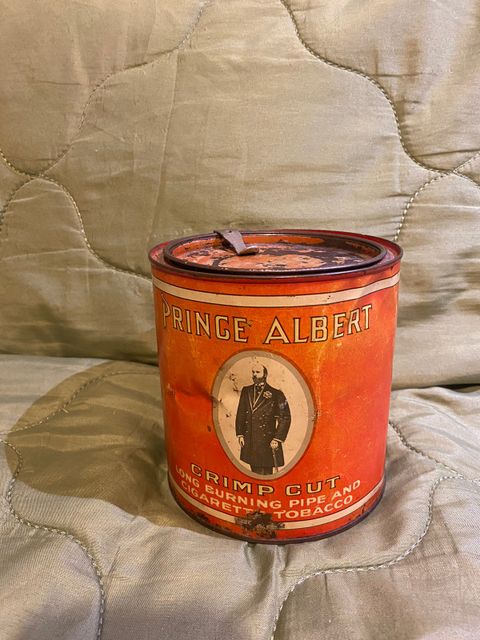 PRINCE ALBERT
CRIMP CUT
LONG BURNING PIPE AND
CIGARETTE TOBACCO